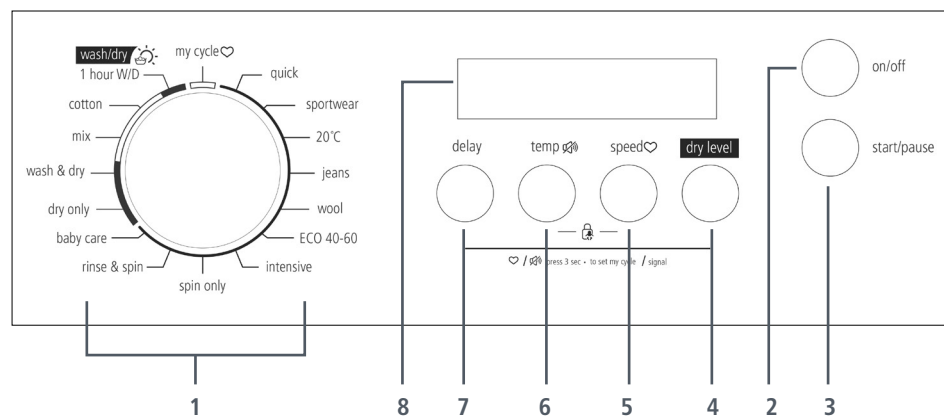 wash/dry
my cycle
1 hour W/D
quick
cotton
sportwear
mix
20°C
wash & dry
jeans
dry only
wool
baby care
ECO 40-60
rinse & spin
intensive
spin only
delay
temp
speed
dry level
/ press 3 sec • to set my cycle / signal
on/off
start/pause
1
8
7
6
5
4
2
3